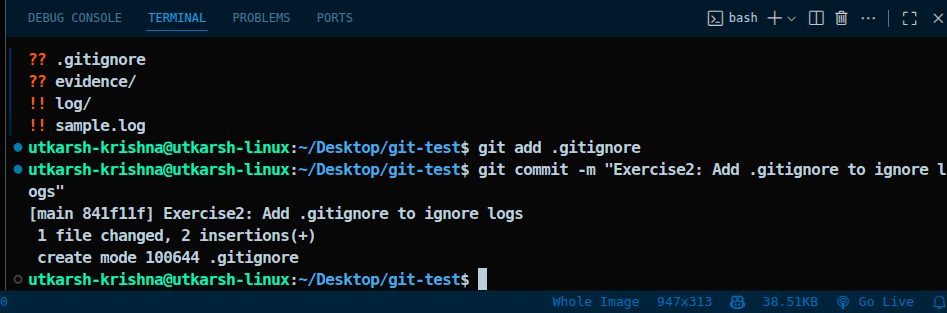 DEBUG CONSOLE TERMINAL PROBLEMS PORTS bash
?? .gitignore
?? evidence/
!! log/
!! sample.log
utkarsh-krishna@utkarsh-linux:~/Desktop/git-test$ git add .gitignore
utkarsh-krishna@utkarsh-linux:~/Desktop/git-test$ git commit -m "Exercise2: Add .gitignore to ignore l
ogs"
[main 841f11f] Exercise2: Add .gitignore to ignore logs
1 file changed, 2 insertions(+)
create mode 100644 .gitignore
utkarsh-krishna@utkarsh-linux:~/Desktop/git-test$
0 Whole Image 947x313 38.51KB Go Live